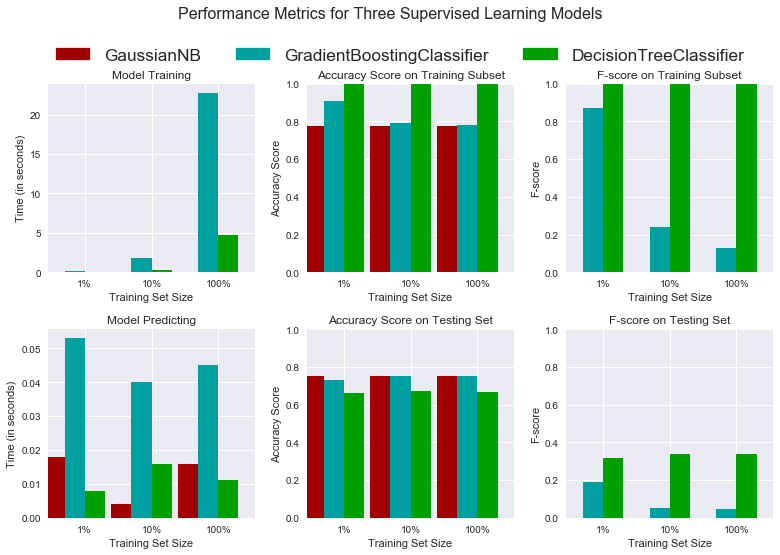 Performance Metrics for Three Supervised Learning Models
GaussianNB GradientBoostingClassifier DecisionTreeClassifier
Model Training
20
15
10
5
0
Time (in seconds)
1% 10% 100%
Training Set Size
Accuracy Score on Training Subset
1.0
0.8
0.6
0.4
0.2
0.0
Accuracy Score
1% 10% 100%
Training Set Size
F-score on Training Subset
1.0
0.8
0.6
0.4
0.2
0.0
F-score
1% 10% 100%
Training Set Size
Model Predicting
0.05
0.04
0.03
0.02
0.01
0.00
Time (in seconds)
1% 10% 100%
Training Set Size
Accuracy Score on Testing Set
1.0
0.8
0.6
0.4
0.2
0.0
Accuracy Score
1% 10% 100%
Training Set Size
F-score on Testing Set
1.0
0.8
0.6
0.4
0.2
0.0
F-score
1% 10% 100%
Training Set Size